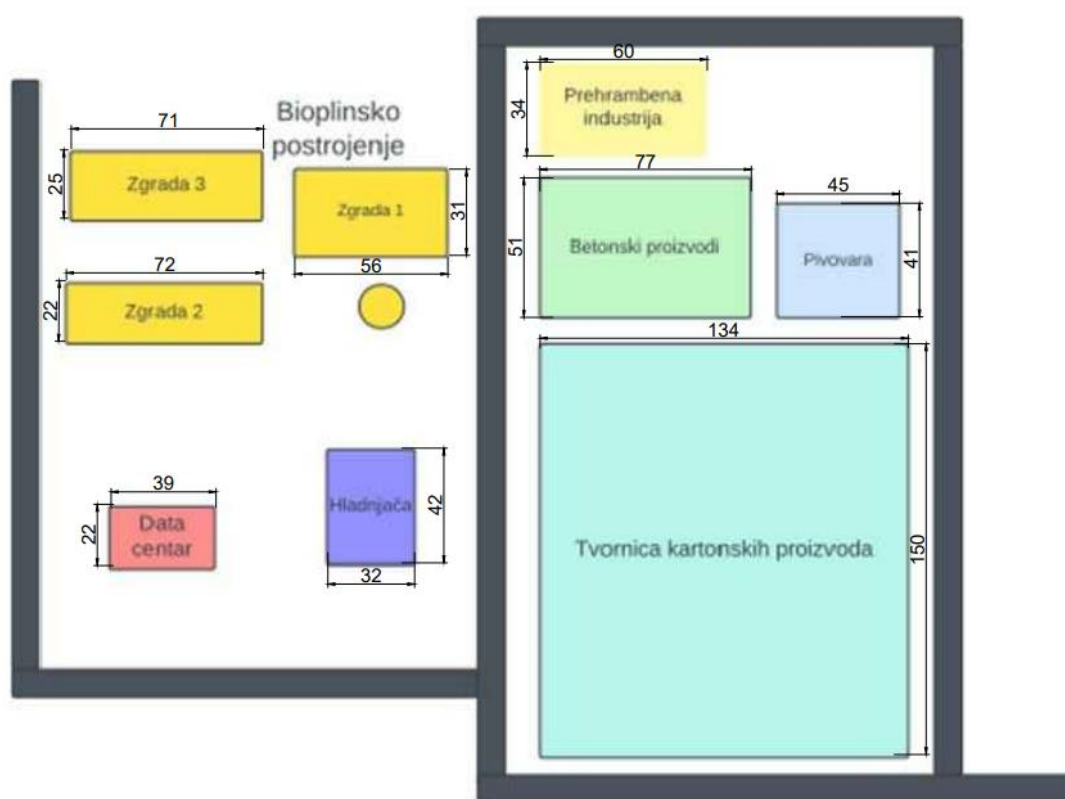 60
34
Prehrambena
industrija
Bioplinsko
postrojenje
71
25
Zgrada 3
Zgrada 1
31
56
77
51
Betonski proizvodi
45
Pivovara
41
72
22
Zgrada 2
134
Tvornica kartonskih proizvoda
150
39
22
Data
centar
Hladnjača
42
32